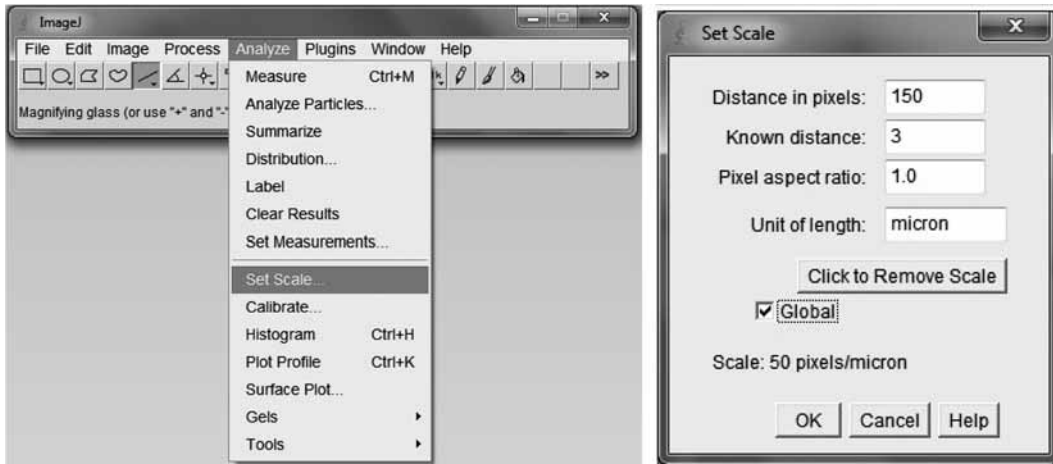 ImageJ
File Edit Image Process Analyze Plugins Window Help
Magnifying glass (or use "+" and "-"
Measure Ctrl+M
Analyze Particles...
Summarize
Distribution...
Label
Clear Results
Set Measurements...
Set Scale...
Calibrate...
Histogram Ctrl+H
Plot Profile Ctrl+K
Surface Plot...
Gels
Tools
Set Scale
Distance in pixels: 150
Known distance: 3
Pixel aspect ratio: 1.0
Unit of length: micron
Click to Remove Scale
Global
Scale: 50 pixels/micron
OK Cancel Help